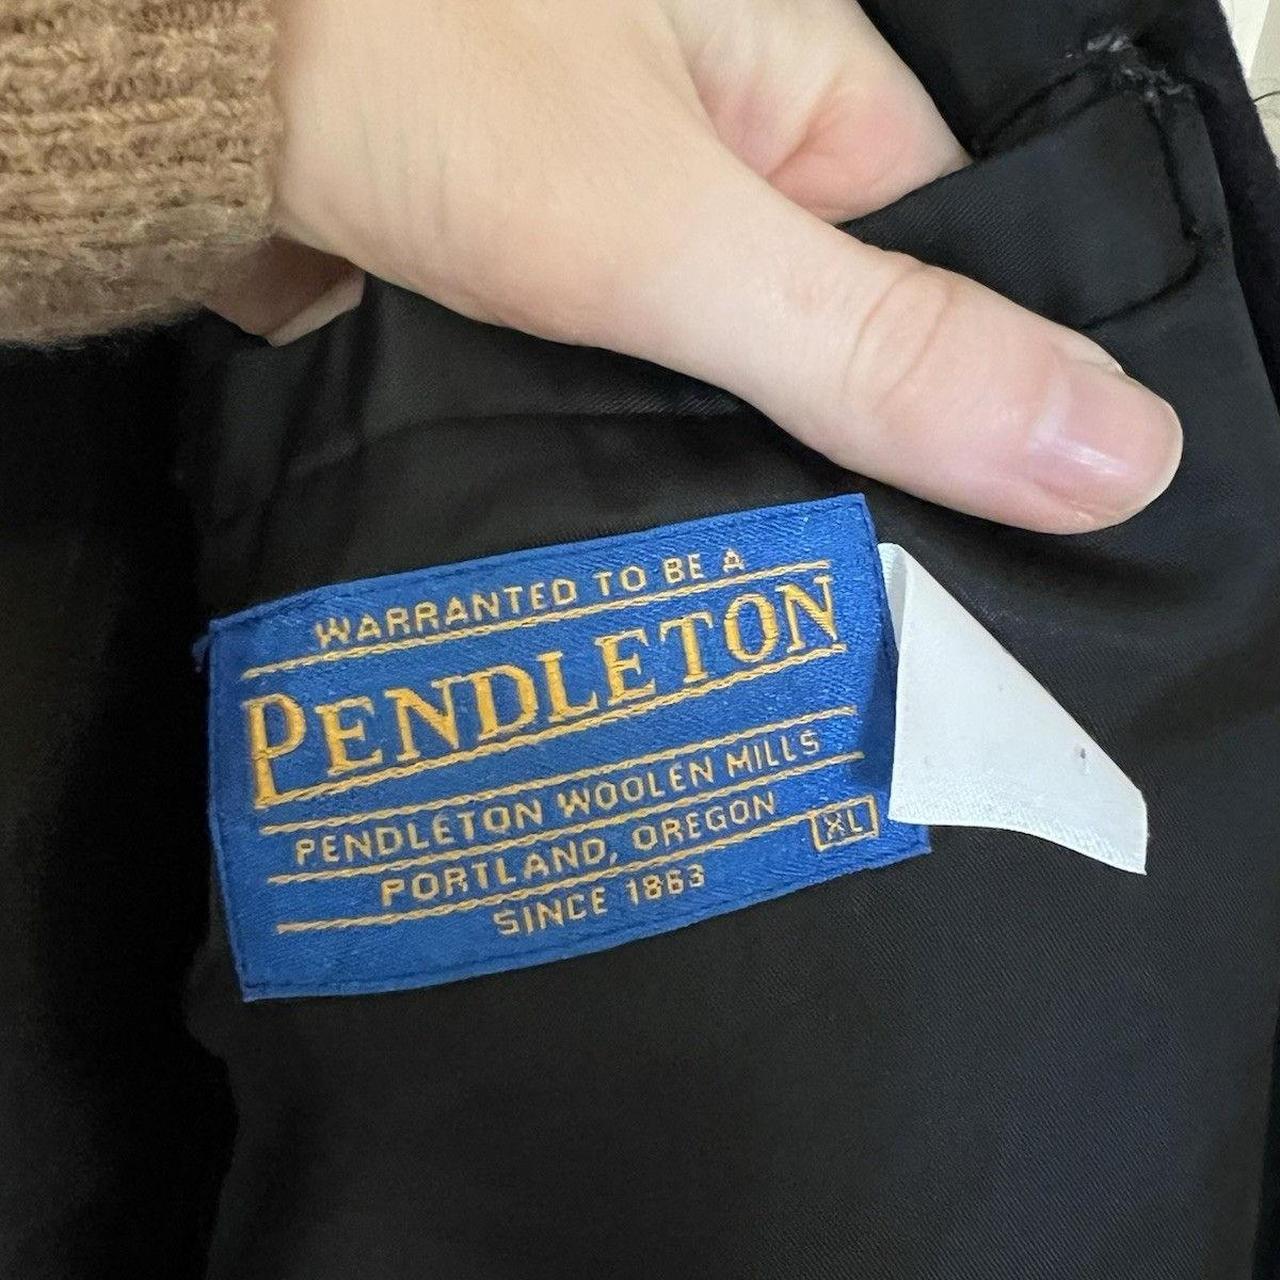 WARRANTED TO BE A
PENDLETON
PENDLETON WOOLEN MILLS
PORTLAND, OREGON
XL
SINCE 1863